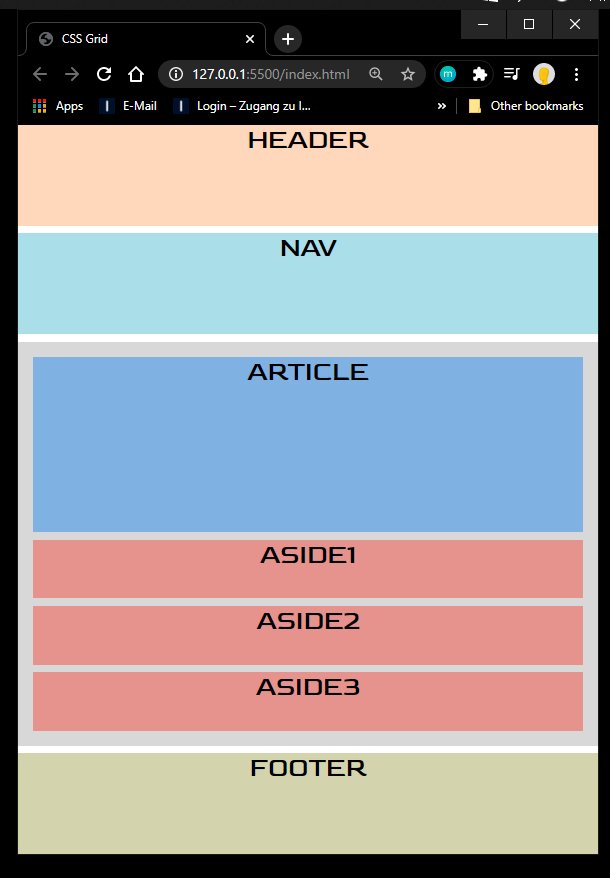 CSS Grid
127.0.0.1:5500/index.html
m
Apps
E-Mail
Login – Zugang zu I...
»
Other bookmarks
HEADER
NAV
ARTICLE
ASIDE1
ASIDE2
ASIDE3
FOOTER